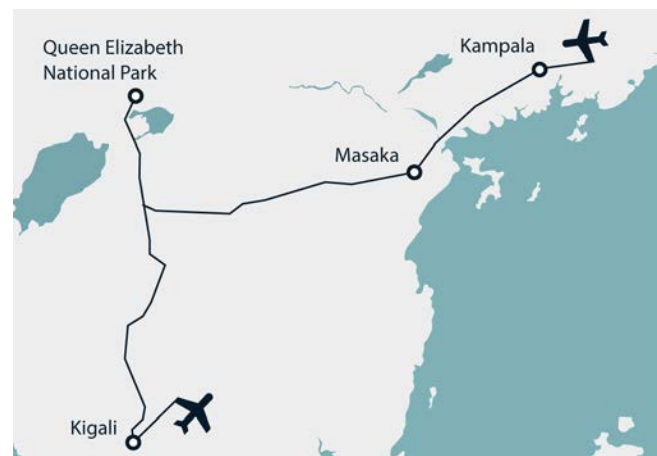 Queen Elizabeth
National Park
Kampala
Masaka
Kigali